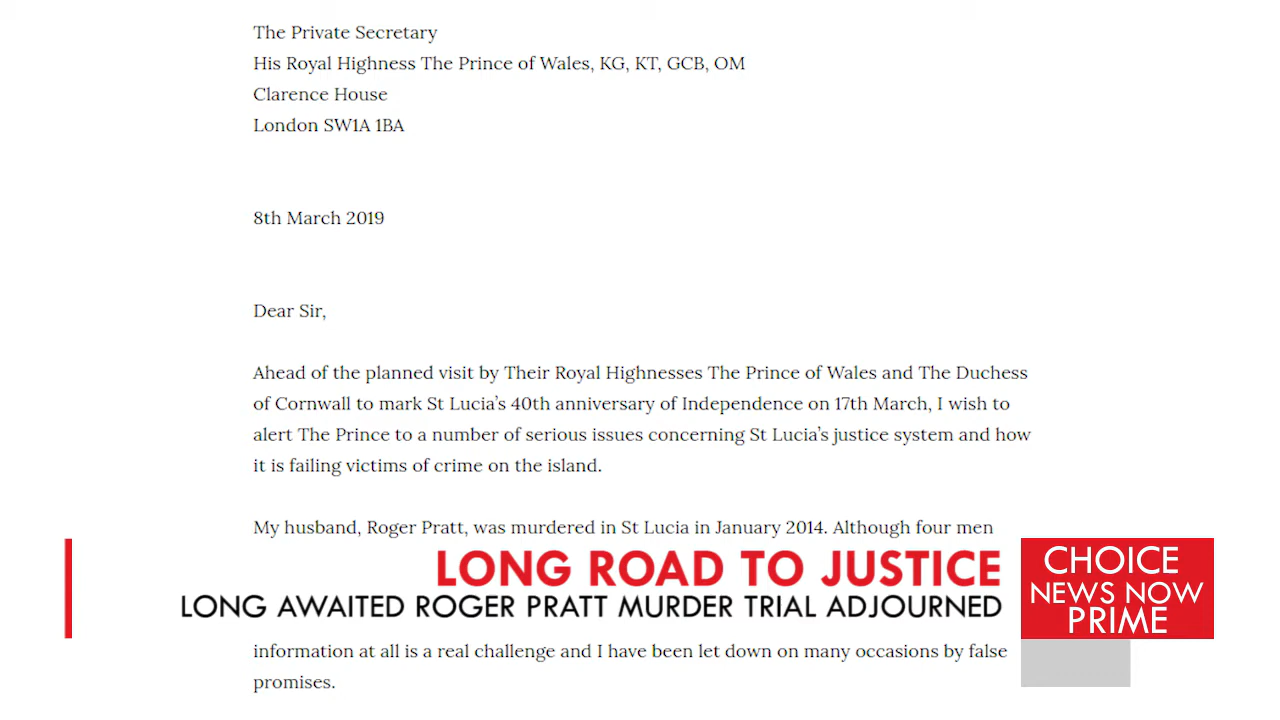 The Private Secretary
His Royal Highness The Prince of Wales, KG, KT, GCB, OM
Clarence House
London SW1A 1BA
8th March 2019
Dear Sir,
Ahead of the planned visit by Their Royal Highnesses The Prince of Wales and The Duchess
of Cornwall to mark St Lucia’s 40th anniversary of Independence on 17th March, I wish to
alert The Prince to a number of serious issues concerning St Lucia’s justice system and how
it is failing victims of crime on the island.
My husband, Roger Pratt, was murdered in St Lucia in January 2014. Although four men
LONG ROAD TO JUSTICE
LONG AWAITED ROGER PRATT MURDER TRIAL ADJOURNED
CHOICE
NEWS NOW
PRIME
information at all is a real challenge and I have been let down on many occasions by false
promises.